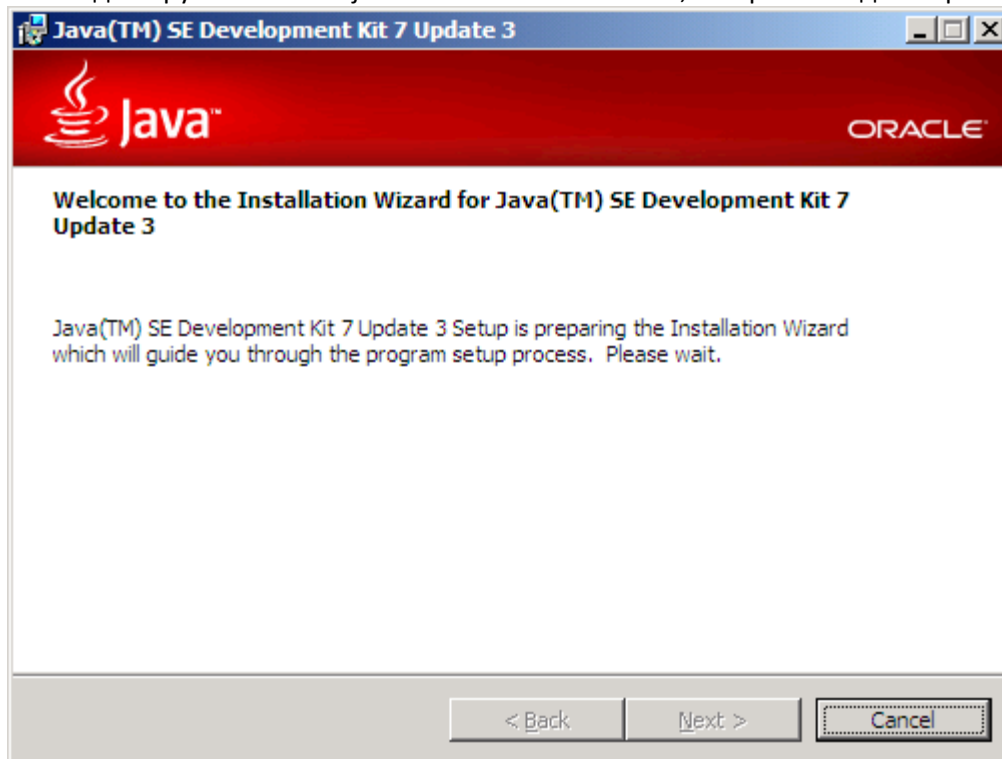 Java(TM) SE Development Kit 7 Update 3
Java™
ORACLE®
Welcome to the Installation Wizard for Java(TM) SE Development Kit 7
Update 3
Java(TM) SE Development Kit 7 Update 3 Setup is preparing the Installation Wizard
which will guide you through the program setup process.  Please wait.
< Back
Next >
Cancel